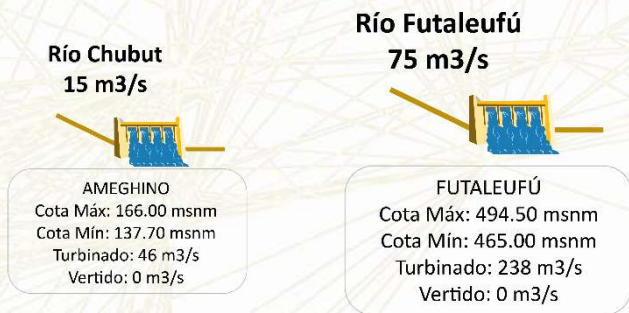 Río Chubut
15 m3/s
AMEGHINO
Cota Máx: 166.00 msnm
Cota Mín: 137.70 msnm
Turbinado: 46 m3/s
Vertido: 0 m3/s
Río Futaleufú
75 m3/s
FUTALEUFÚ
Cota Máx: 494.50 msnm
Cota Mín: 465.00 msnm
Turbinado: 238 m3/s
Vertido: 0 m3/s